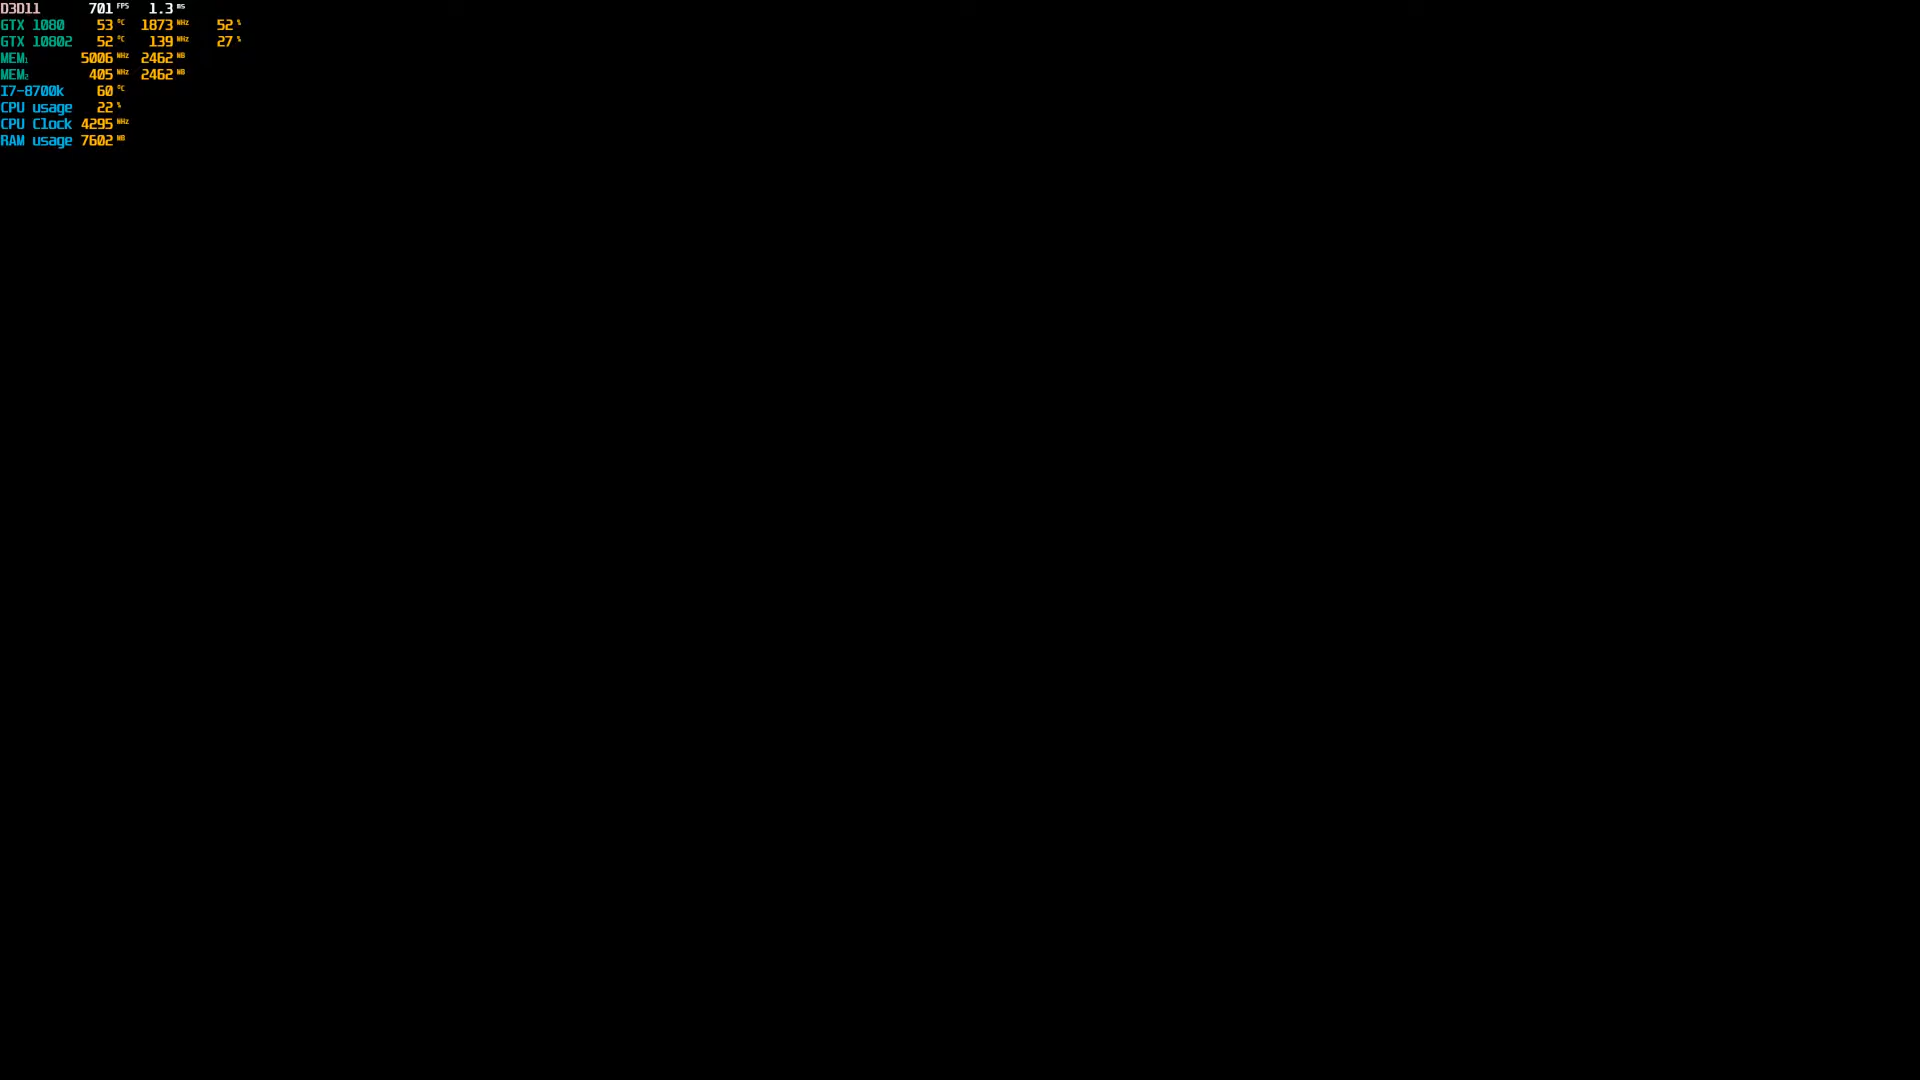 D3D11 701 FPS 1.3 ms
GTX 1080 53 °C 1873 MHz 52 %
GTX 10802 52 °C 139 MHz 27 %
MEM1 5006 MHz 2462 MB
MEM2 405 MHz 2462 MB
I7-8700k 60 °C
CPU usage 22 %
CPU Clock 4295 MHz
RAM usage 7602 MB